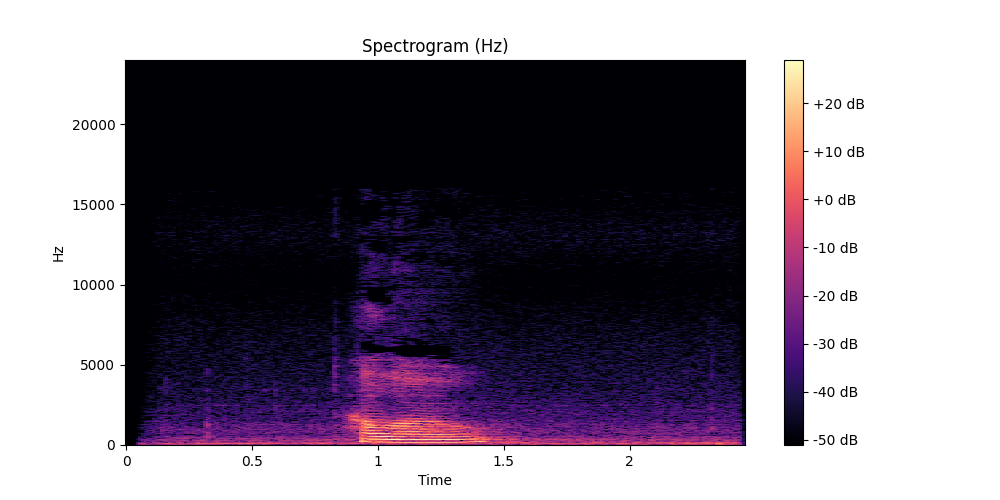 Spectrogram (Hz)
20000
15000
10000
5000
0
Hz
0
0.5
1
1.5
2
Time
+20 dB
+10 dB
+0 dB
-10 dB
-20 dB
-30 dB
-40 dB
-50 dB